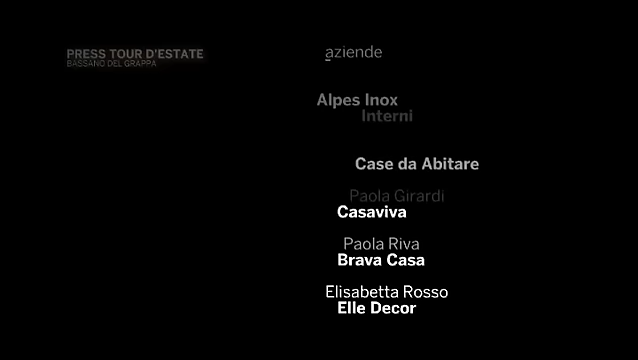 PRESS TOUR D'ESTATE
BASSANO DEL GRAPPA
aziende
Alpes Inox
Interni
Case da Abitare
Paola Girardi
Casaviva
Paola Riva
Brava Casa
Elisabetta Rosso
Elle Decor